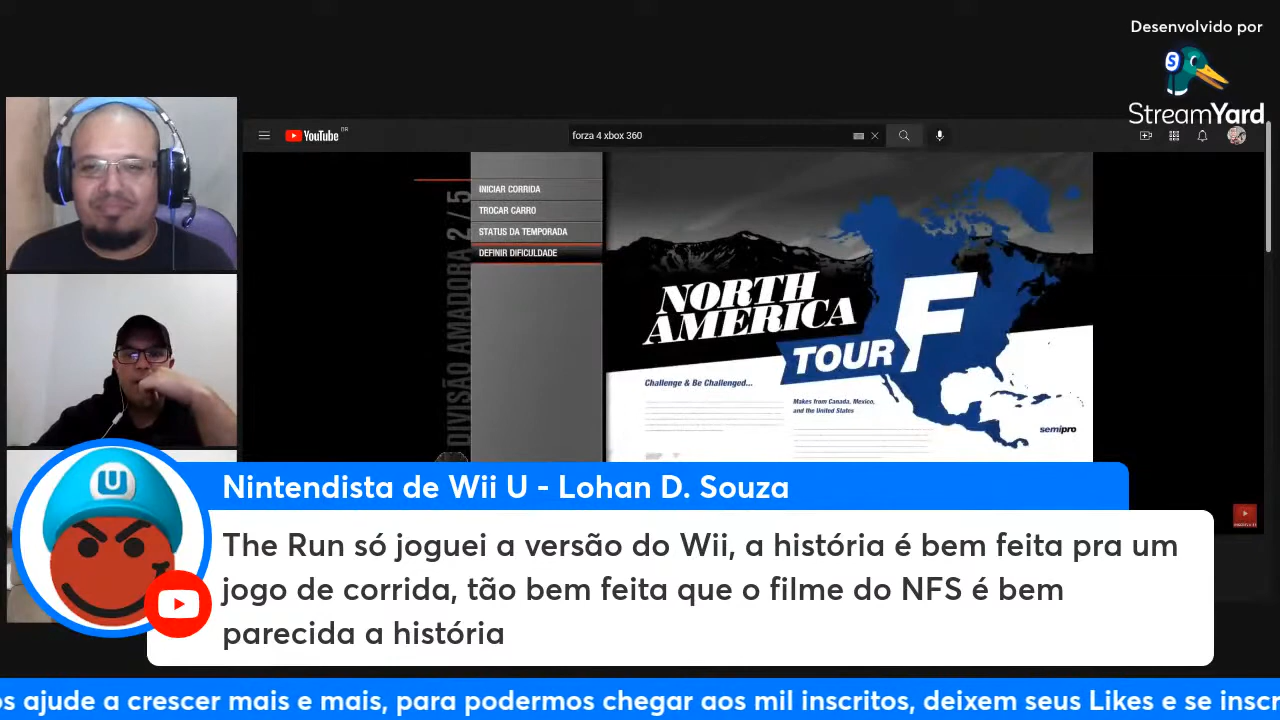 Desenvolvido por
StreamYard
YouTube BR
forza 4 xbox 360
DIVISÃO AMADORA 2 / 5
INICIAR CORRIDA
TROCAR CARRO
STATUS DA TEMPORADA
DEFINIR DIFICULDADE
NORTH
AMERICA
TOUR F
Challenge & Be Challenged...
Makes from Canada, Mexico,
and the United States
semipro
Nintendista de Wii U - Lohan D. Souza
The Run só joguei a versão do Wii, a história é bem feita pra um
jogo de corrida, tão bem feita que o filme do NFS é bem
parecida a história
os ajude a crescer mais e mais, para podermos chegar aos mil inscritos, deixem seus Likes e se inscr